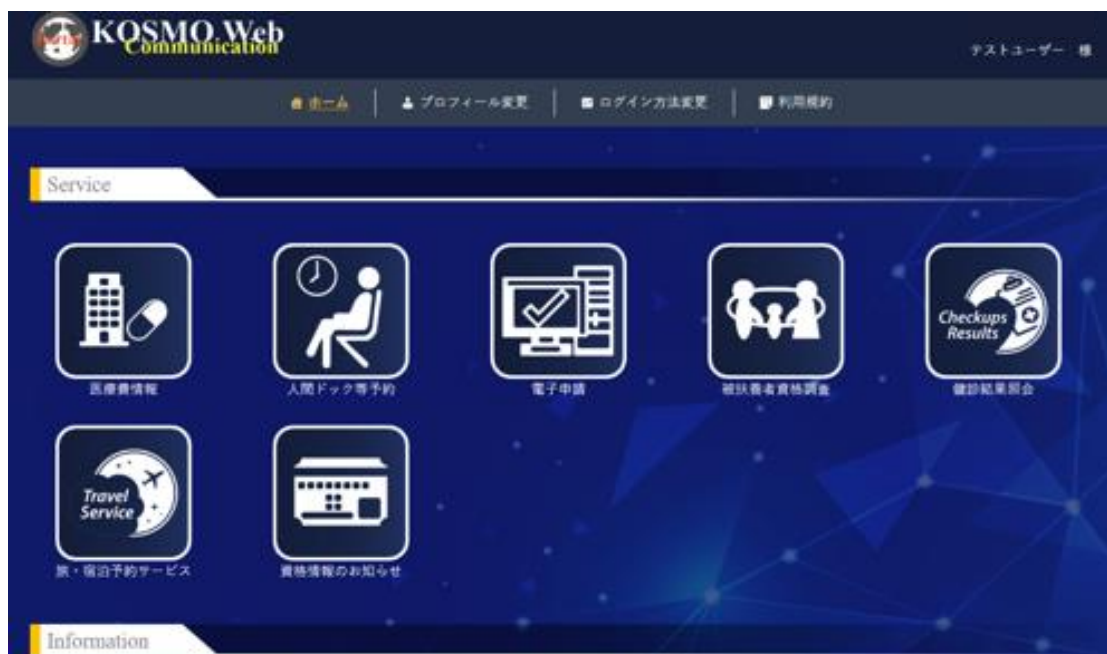 Portal
KOSMO Web
Communication
テストユーザー 様
ホーム
プロフィール変更
ログイン方法変更
利用規約
Service
医療費情報
人間ドック等予約
電子申請
被扶養者資格調査
Checkups
Results
健診結果照会
Travel
Service
旅・宿泊予約サービス
資格情報のお知らせ
Information